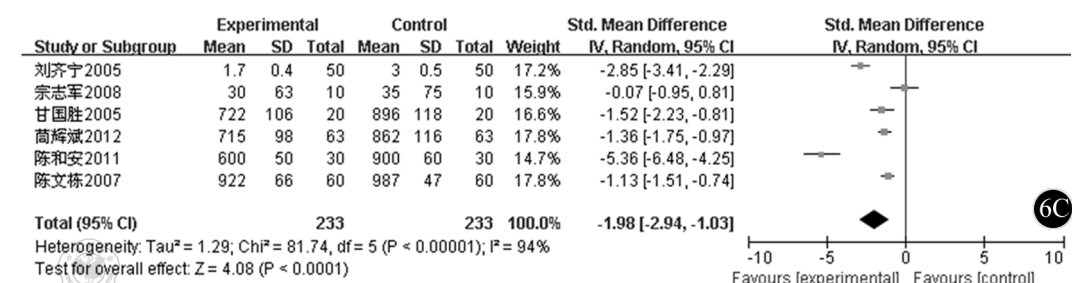 Experimental Control Std. Mean Difference Std. Mean Difference
Study or Subgroup Mean SD Total Mean SD Total Weight IV, Random, 95% CI IV, Random, 95% CI
刘齐宁2005 1.7 0.4 50 3 0.5 50 17.2% -2.85 [-3.41, -2.29]
宗志军2008 30 63 10 35 75 10 15.9% -0.07 [-0.95, 0.81]
甘国胜2005 722 106 20 896 118 20 16.6% -1.52 [-2.23, -0.81]
蔄辉斌2012 715 98 63 862 116 63 17.8% -1.36 [-1.75, -0.97]
陈和安2011 600 50 30 900 60 30 14.7% -5.36 [-6.48, -4.25]
陈文栋2007 922 66 60 987 47 60 17.8% -1.13 [-1.51, -0.74]
Total (95% CI) 233 233 100.0% -1.98 [-2.94, -1.03]
6C
Heterogeneity: Tau² = 1.29; Chi² = 81.74, df = 5 (P < 0.00001); I² = 94%
Test for overall effect: Z = 4.08 (P < 0.0001)
-10 -5 0 5 10
Favours [experimental] Favours [control]